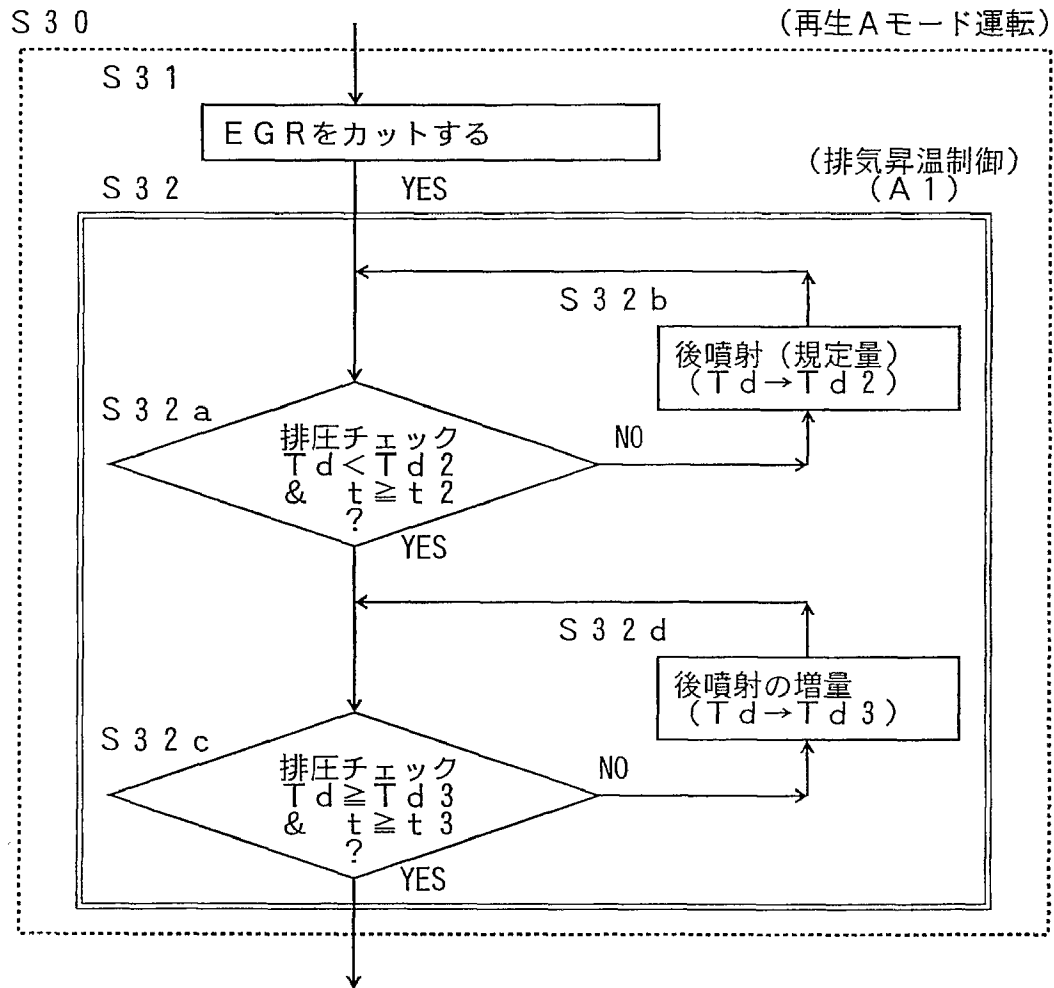 S30
(再生Aモード運転)
S31
EGRをカットする
(排気昇温制御)
(A1)
S32
YES
S32b
後噴射(規定量)
(Td→Td2)
S32a
排圧チェック
Td<Td2
& t≧t2
?
NO
YES
S32d
後噴射の増量
(Td→Td3)
S32c
排圧チェック
Td≧Td3
& t≧t3
?
NO
YES